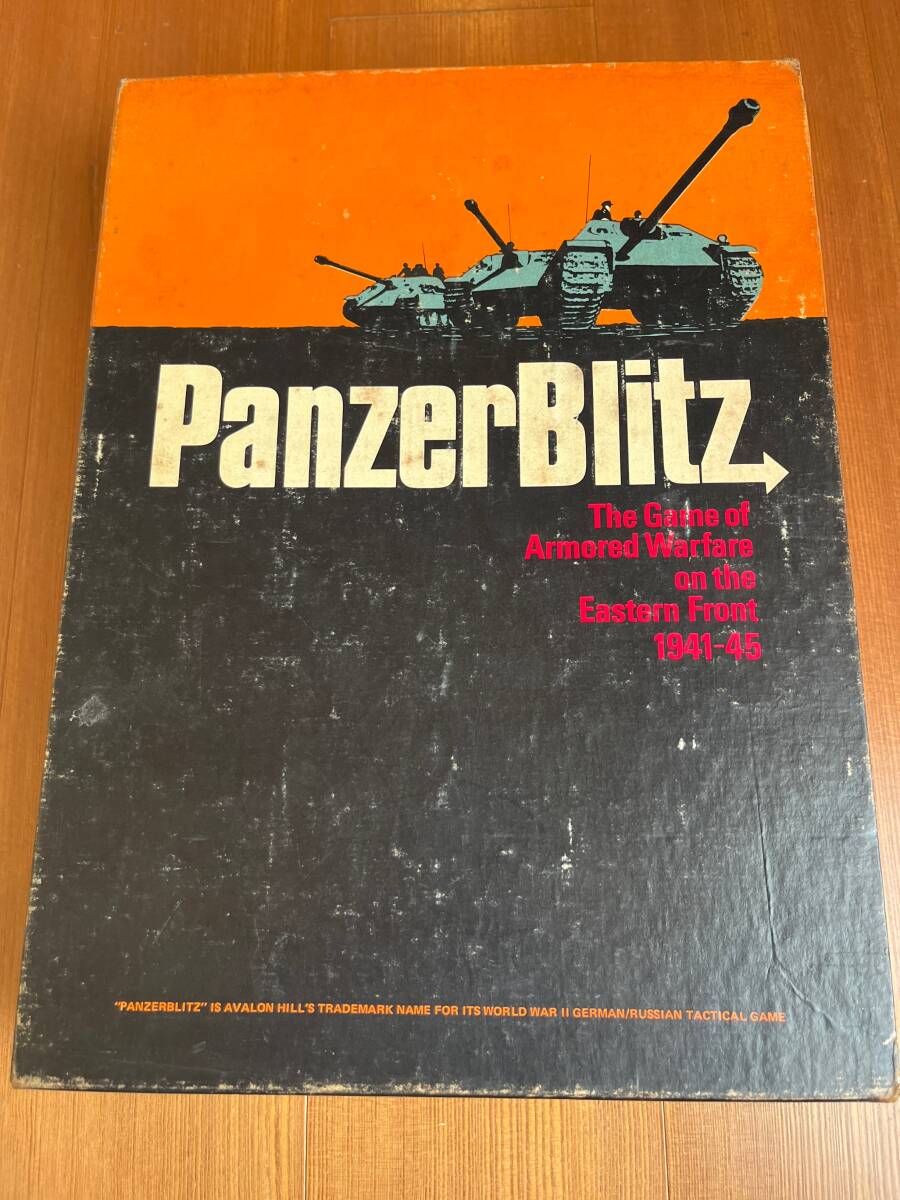 PanzerBlitz
The Game of
Armored Warfare
on the
Eastern Front
1941-45
"PANZERBLITZ" IS AVALON HILL'S TRADEMARK NAME FOR ITS WORLD WAR II GERMAN/RUSSIAN TACTICAL GAME